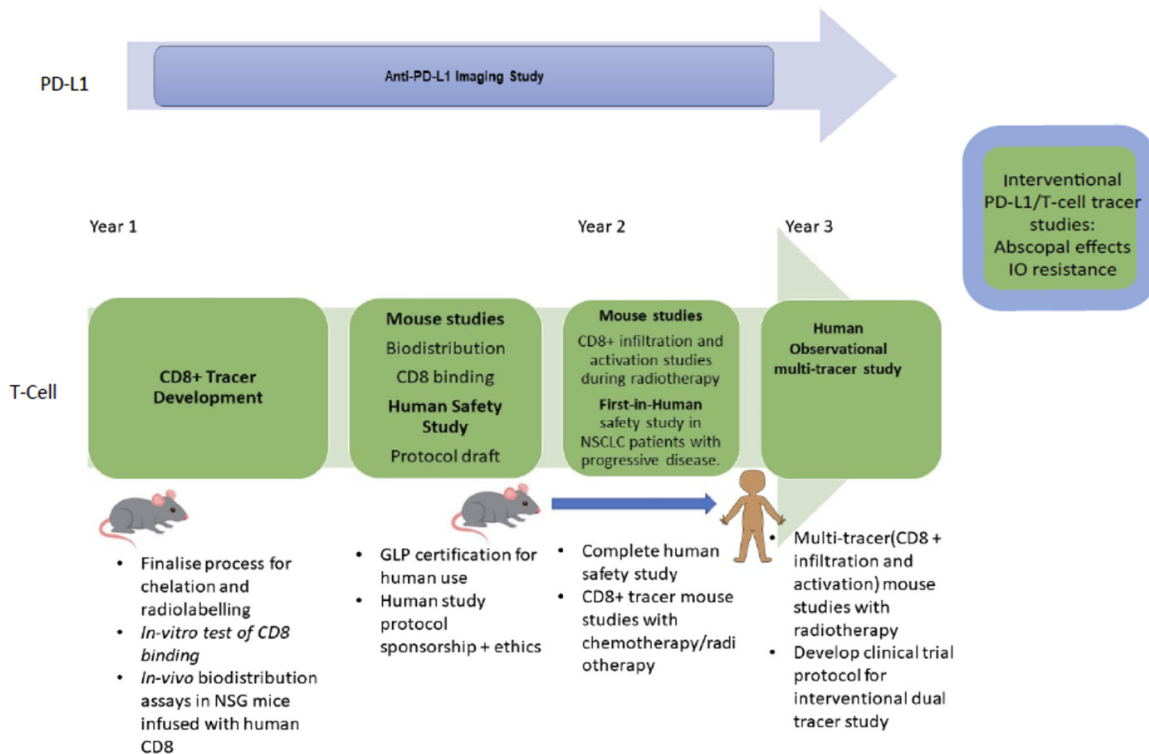 PD-L1
Anti-PD-L1 Imaging Study
Interventional
PD-L1/T-cell tracer
studies:
Abscopal effects
IO resistance
Year 1
Year 2
Year 3
T-Cell
CD8+ Tracer
Development
Mouse studies
Biodistribution
CD8 binding
Human Safety
Study
Protocol draft
Mouse studies
CD8+ infiltration and
activation studies
during radiotherapy
First-in-Human
safety study in
NSCLC patients with
progressive disease.
Human
Observational
multi-tracer study
• Finalise process for
chelation and
radiolabelling
• In-vitro test of CD8
binding
• In-vivo biodistribution
assays in NSG mice
infused with human
CD8
• GLP certification for
human use
• Human study
protocol
sponsorship + ethics
• Complete human
safety study
• CD8+ tracer mouse
studies with
chemotherapy/radi
otherapy
• Multi-tracer(CD8 +
infiltration and
activation) mouse
studies with
radiotherapy
• Develop clinical trial
protocol for
interventional dual
tracer study